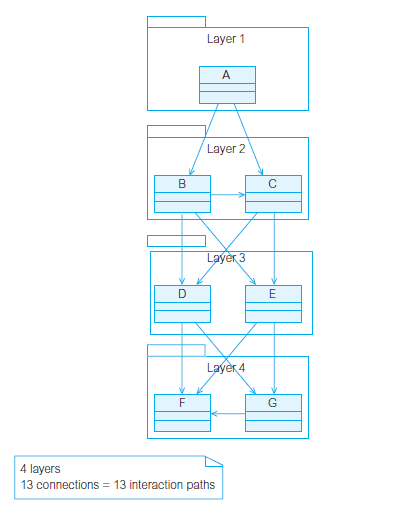 Layer 1
A
Layer 2
B
C
Layer 3
D
E
Layer 4
F
G
4 layers
13 connections = 13 interaction paths